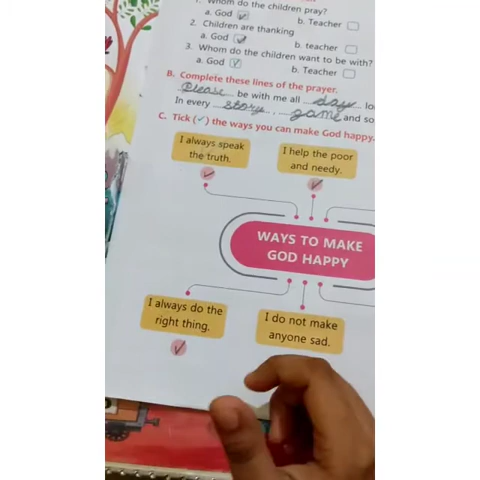 1. Whom do the children pray?
a. God ✓ b. Teacher
2. Children are thanking
a. God ✓ b. teacher
3. Whom do the children want to be with?
a. God ✓ b. Teacher
B. Complete these lines of the prayer.
Please be with me all day lo
In every story, game and so
C. Tick (✓) the ways you can make God happy.
I always speak
the truth.
I help the poor
and needy.
WAYS TO MAKE
GOD HAPPY
I always do the
right thing.
I do not make
anyone sad.